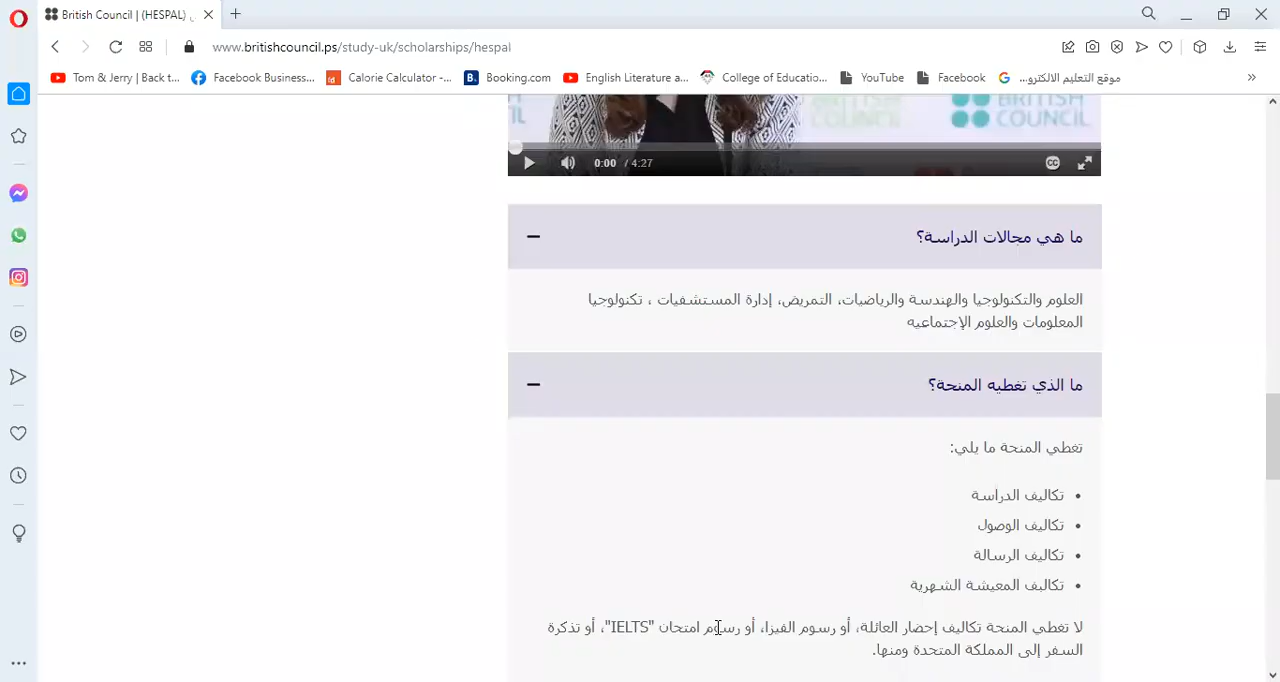 British Council | (HESPAL)
www.britishcouncil.ps/study-uk/scholarships/hespal
Tom & Jerry | Back t...
Facebook Business...
Calorie Calculator -...
Booking.com
English Literature a...
College of Educatio...
YouTube
Facebook
موقع التعليم الالكترو...
BRITISH
COUNCIL
0:00 / 4:27
CC
ما هي مجالات الدراسة؟
العلوم والتكنولوجيا والهندسة والرياضيات، التمريض، إدارة المستشفيات ، تكنولوجيا
المعلومات والعلوم الإجتماعيه
ما الذي تغطيه المنحة؟
تغطي المنحة ما يلي:
• تكاليف الدراسة
• تكاليف الوصول
• تكاليف الرسالة
• تكاليف المعيشة الشهرية
لا تغطي المنحة تكاليف إحضار العائلة، أو رسوم الفيزا، أو رسوم امتحان "IELTS"، أو تذكرة
السفر إلى المملكة المتحدة ومنها.